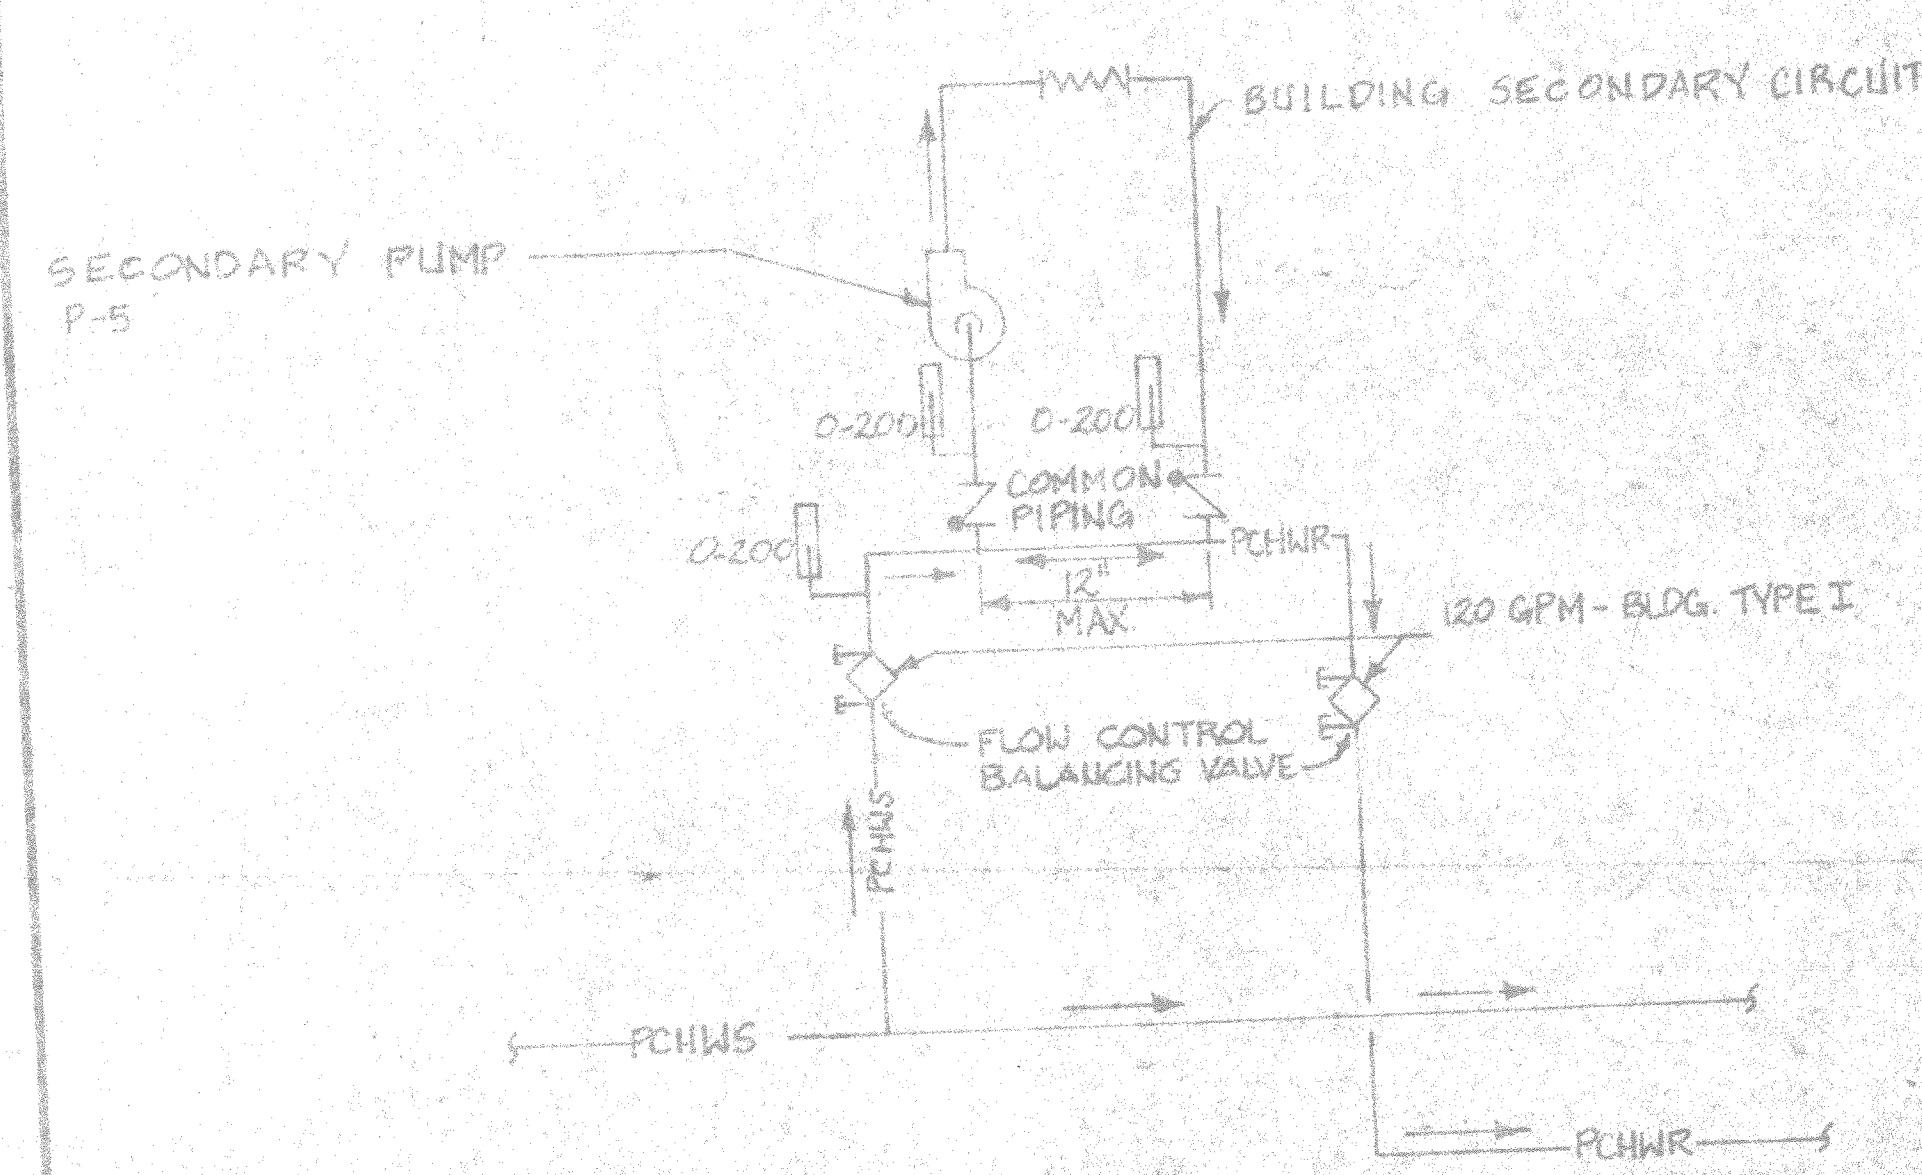 BUILDING SECONDARY CIRCUIT
SECONDARY PUMP
P-5
0-200
0-200
COMMON
PIPING
0-200
PCHWR
12"
MAX.
120 GPM - BLDG. TYPE I
FLOW CONTROL
BALANCING VALVE
PCHWS
PCHWS
PCHWR